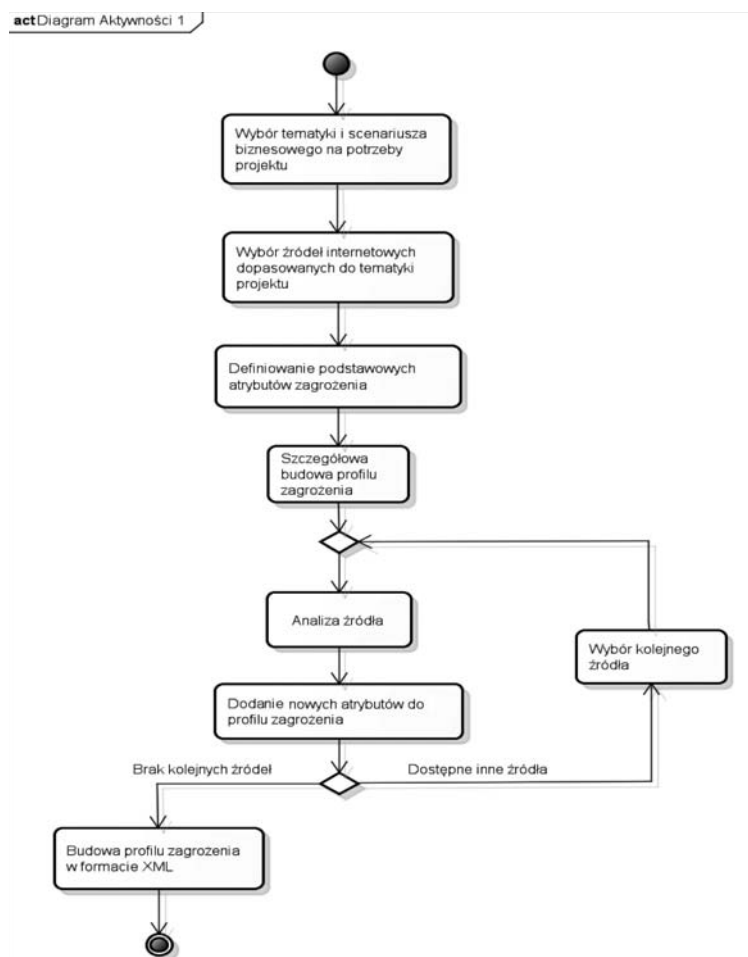 act Diagram Aktywności 1
Wybór tematyki i scenariusza
biznesowego na potrzeby
projektu
Wybór źródeł internetowych
dopasowanych do tematyki
projektu
Definiowanie podstawowych
atrybutów zagrożenia
Szczegółowa
budowa profilu
zagrożenia
Analiza źródła
Wybór kolejnego
źródła
Dodanie nowych atrybutów do
profilu zagrożenia
Brak kolejnych źródeł
Dostępne inne źródła
Budowa profilu zagrozenia
w formacie XML